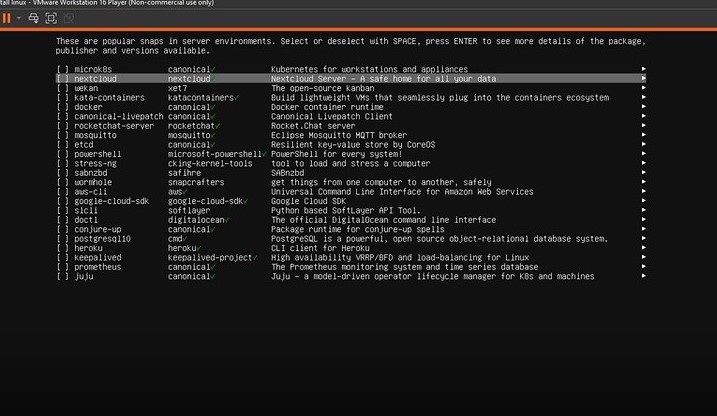 tall linux - VMware Workstation 16 Player (Non-commercial use only)
These are popular snaps in server environments. Select or deselect with SPACE, press ENTER to see more details of the package,
publisher and versions available.
[ ] microk8s canonical✓ Kubernetes for workstations and appliances ►
[ ] nextcloud nextcloud✓ Nextcloud Server - A safe home for all your data ►
[ ] wekan xet7 The open-source kanban ►
[ ] kata-containers katacontainers✓ Build lightweight VMs that seamlessly plug into the containers ecosystem ►
[ ] docker canonical✓ Docker container runtime ►
[ ] canonical-livepatch canonical✓ Canonical Livepatch Client ►
[ ] rocketchat-server rocketchat✓ Rocket.Chat server ►
[ ] mosquitto mosquitto✓ Eclipse Mosquitto MQTT broker ►
[ ] etcd canonical✓ Resilient key-value store by CoreOS ►
[ ] powershell microsoft-powershell✓ PowerShell for every system! ►
[ ] stress-ng cking-kernel-tools tool to load and stress a computer ►
[ ] sabnzbd safihre SABnzbd ►
[ ] wormhole snapcrafters get things from one computer to another, safely ►
[ ] aws-cli aws✓ Universal Command Line Interface for Amazon Web Services ►
[ ] google-cloud-sdk google-cloud-sdk✓ Google Cloud SDK ►
[ ] slcli softlayer Python based SoftLayer API Tool. ►
[ ] doctl digitalocean✓ The official DigitalOcean command line interface ►
[ ] conjure-up canonical✓ Package runtime for conjure-up spells ►
[ ] postgresql10 cmd✓ PostgreSQL is a powerful, open source object-relational database system. ►
[ ] heroku heroku✓ CLI client for Heroku ►
[ ] keepalived keepalived-project✓ High availability VRRP/BFD and load-balancing for Linux ►
[ ] prometheus canonical✓ The Prometheus monitoring system and time series database ►
[ ] juju canonical✓ Juju - a model-driven operator lifecycle manager for K8s and machines ►